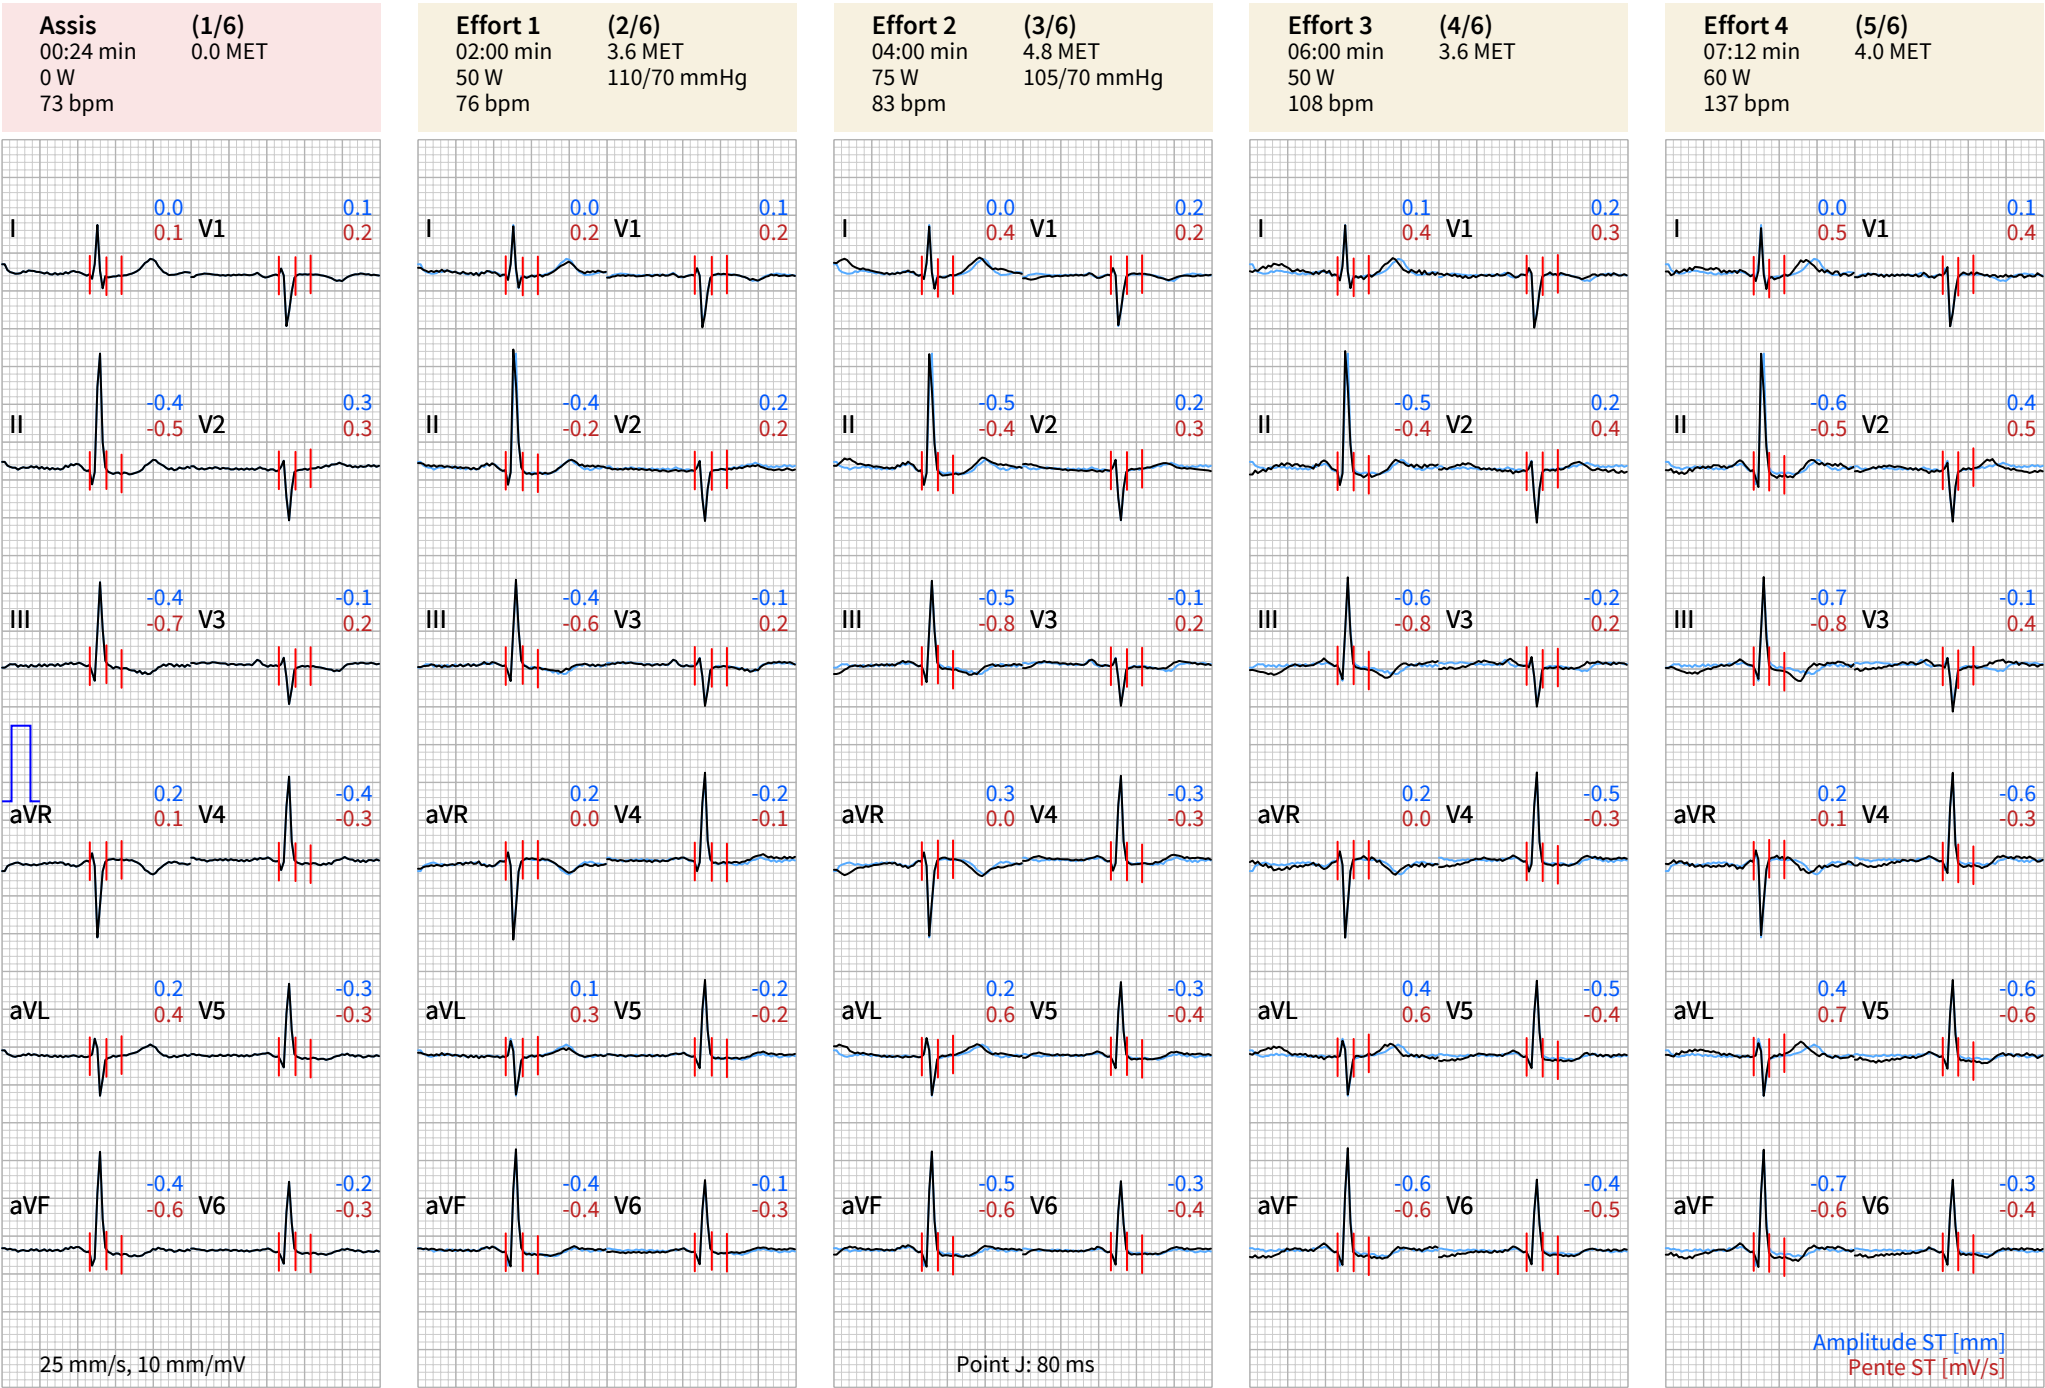 Assis (1/6)
00:24 min 0.0 MET
0 W
73 bpm
I 0.0 0.1 V1 0.1 0.2
II -0.4 -0.5 V2 0.3 0.3
III -0.4 -0.7 V3 -0.1 0.2
aVR 0.2 0.1 V4 -0.4 -0.3
aVL 0.2 0.4 V5 -0.3 -0.3
aVF -0.4 -0.6 V6 -0.2 -0.3
25 mm/s, 10 mm/mV
Effort 1 (2/6)
02:00 min 3.6 MET
50 W 110/70 mmHg
76 bpm
I 0.0 0.2 V1 0.1 0.2
II -0.4 -0.2 V2 0.2 0.2
III -0.4 -0.6 V3 -0.1 0.2
aVR 0.2 0.0 V4 -0.2 -0.1
aVL 0.1 0.3 V5 -0.2 -0.2
aVF -0.4 -0.4 V6 -0.1 -0.3
Effort 2 (3/6)
04:00 min 4.8 MET
75 W 105/70 mmHg
83 bpm
I 0.0 0.4 V1 0.2 0.2
II -0.5 -0.4 V2 0.2 0.3
III -0.5 -0.8 V3 -0.1 0.2
aVR 0.3 0.0 V4 -0.3 -0.3
aVL 0.2 0.6 V5 -0.3 -0.4
aVF -0.5 -0.6 V6 -0.3 -0.4
Point J: 80 ms
Effort 3 (4/6)
06:00 min 3.6 MET
50 W
108 bpm
I 0.1 0.4 V1 0.2 0.3
II -0.5 -0.4 V2 0.2 0.4
III -0.6 -0.8 V3 -0.2 0.2
aVR 0.2 0.0 V4 -0.5 -0.3
aVL 0.4 0.6 V5 -0.5 -0.4
aVF -0.6 -0.6 V6 -0.4 -0.5
Effort 4 (5/6)
07:12 min 4.0 MET
60 W
137 bpm
I 0.0 0.5 V1 0.1 0.4
II -0.6 -0.5 V2 0.4 0.5
III -0.7 -0.8 V3 -0.1 0.4
aVR 0.2 -0.1 V4 -0.6 -0.3
aVL 0.4 0.7 V5 -0.6 -0.6
aVF -0.7 -0.6 V6 -0.3 -0.4
Amplitude ST [mm]
Pente ST [mV/s]